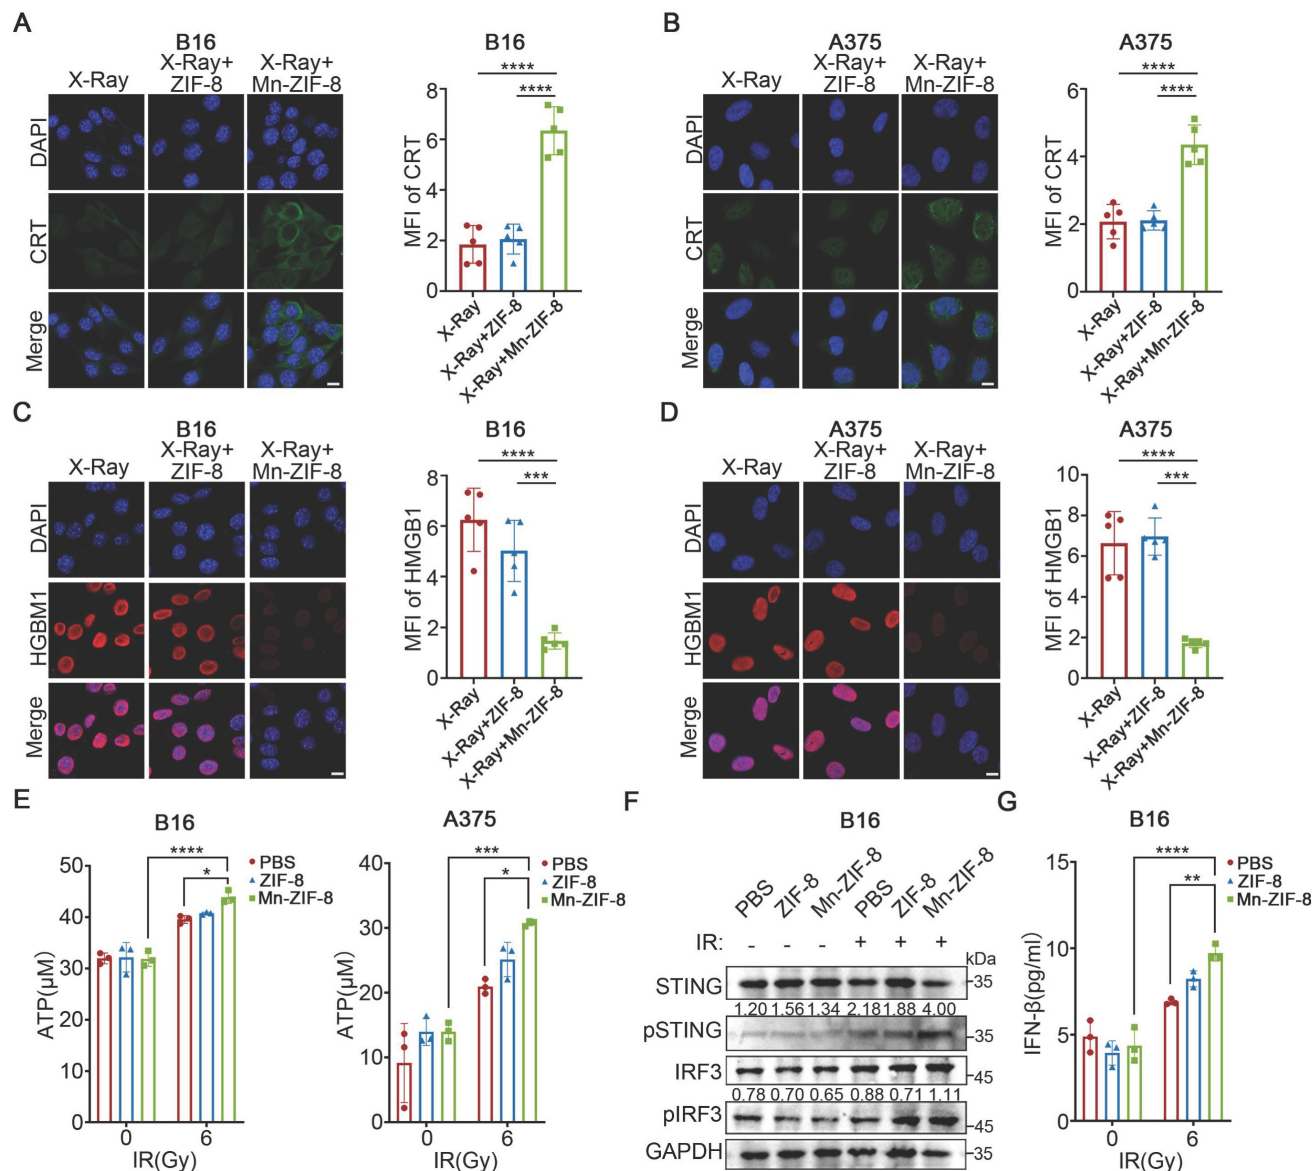 A
B16
X-Ray
X-Ray+
ZIF-8
X-Ray+
Mn-ZIF-8
DAPI
CRT
Merge
B16
****
****
MFI of CRT
8
6
4
2
0
X-Ray
X-Ray+ZIF-8
X-Ray+Mn-ZIF-8
B
A375
X-Ray
X-Ray+
ZIF-8
X-Ray+
Mn-ZIF-8
DAPI
CRT
Merge
A375
****
****
MFI of CRT
6
4
2
0
X-Ray
X-Ray+ZIF-8
X-Ray+Mn-ZIF-8
C
B16
X-Ray
X-Ray+
ZIF-8
X-Ray+
Mn-ZIF-8
DAPI
HGBM1
Merge
B16
****
***
MFI of HMGB1
8
6
4
2
0
X-Ray
X-Ray+ZIF-8
X-Ray+Mn-ZIF-8
D
A375
X-Ray
X-Ray+
ZIF-8
X-Ray+
Mn-ZIF-8
DAPI
HGBM1
Merge
A375
****
***
MFI of HMGB1
10
8
6
4
2
0
X-Ray
X-Ray+ZIF-8
X-Ray+Mn-ZIF-8
E
B16
****
*
PBS
ZIF-8
Mn-ZIF-8
ATP(μM)
50
40
30
20
10
0
0 6
IR(Gy)
A375
***
*
PBS
ZIF-8
Mn-ZIF-8
ATP(μM)
40
30
20
10
0
0 6
IR(Gy)
F
B16
PBS ZIF-8 Mn-ZIF-8 PBS ZIF-8 Mn-ZIF-8
IR: - - - + + +
kDa
STING -35
1.20 1.56 1.34 2.18 1.88 4.00
pSTING -35
IRF3 -45
0.78 0.70 0.65 0.88 0.71 1.11
pIRF3 -45
GAPDH -35
G
B16
****
**
PBS
ZIF-8
Mn-ZIF-8
IFN-β(pg/ml)
15
10
5
0
0 6
IR(Gy)